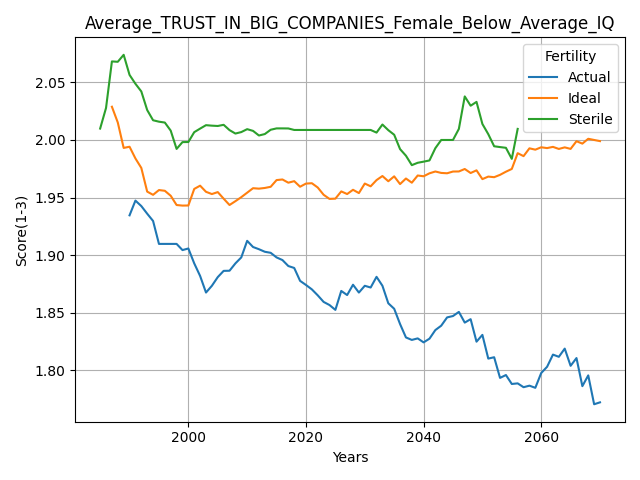 Average_TRUST_IN_BIG_COMPANIES_Female_Below_Average_IQ
Fertility
Actual
Ideal
Sterile
Score(1-3)
2.05
2.00
1.95
1.90
1.85
1.80
2000
2020
2040
2060
Years